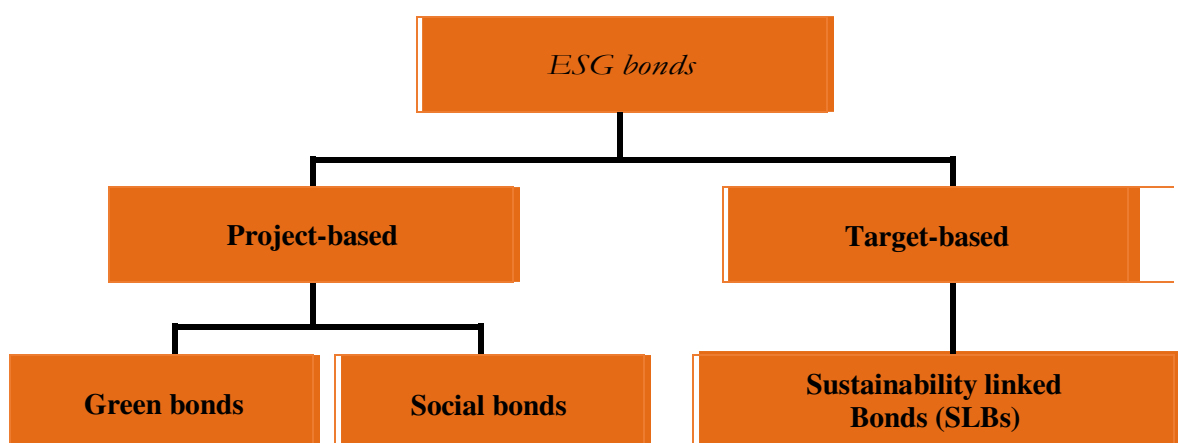 ESG bonds
Project-based
Target-based
Green bonds
Social bonds
Sustainability linked
Bonds (SLBs)